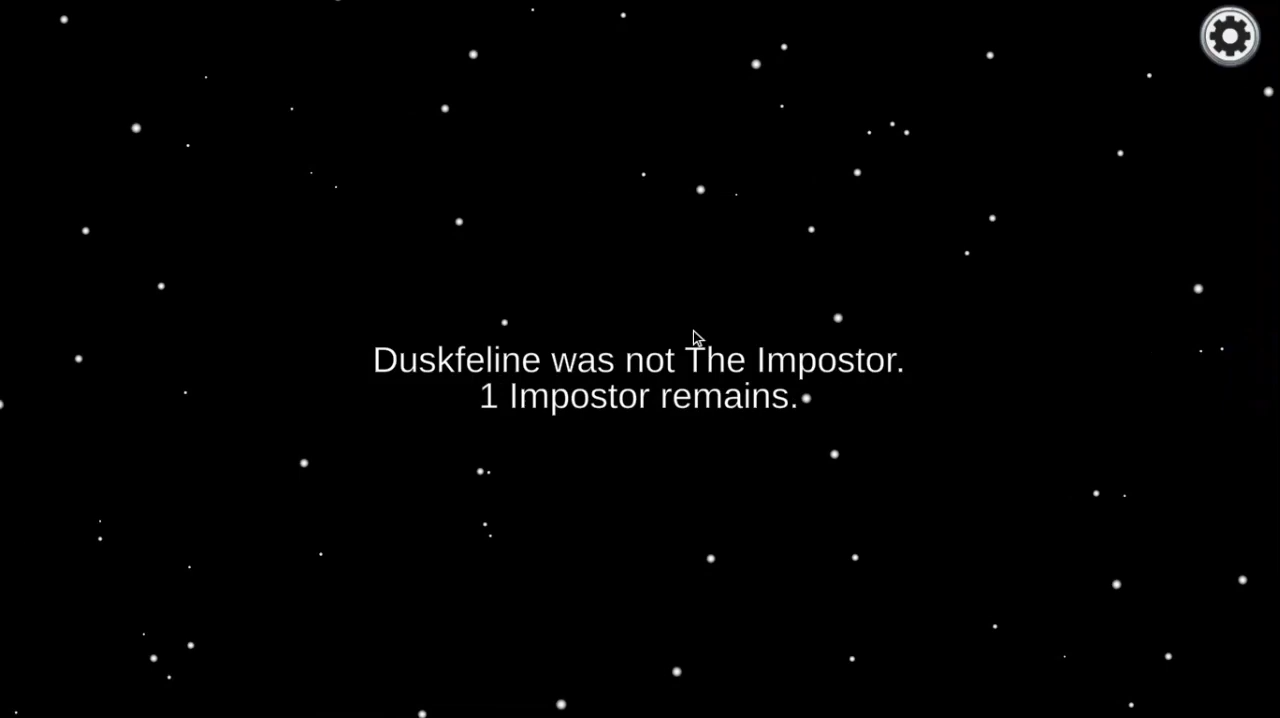 Duskfeline was not The Impostor.
1 Impostor remains.